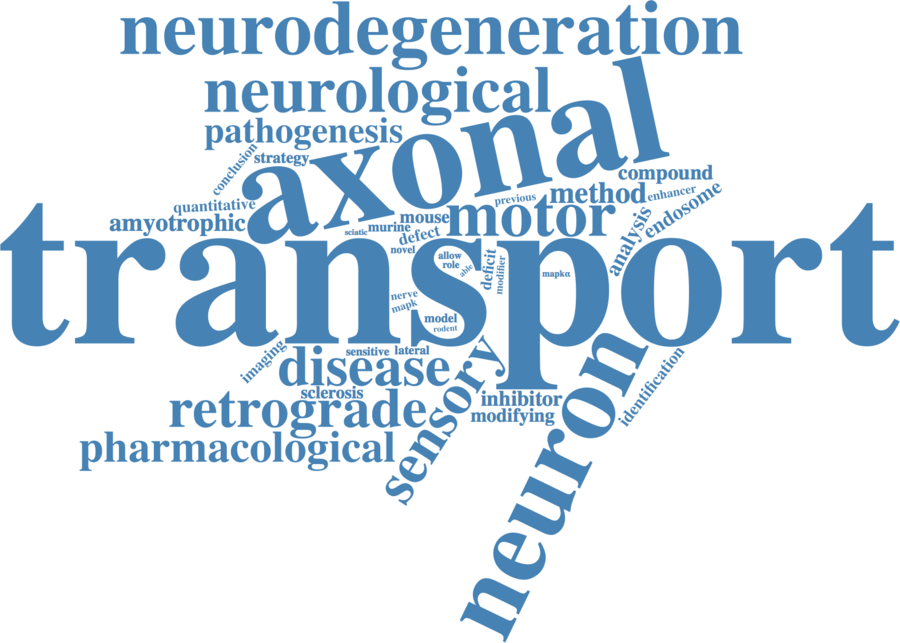 neurodegeneration
neurological
axonal
pathogenesis
strategy
conclusion
compound
method
enhancer
previous
quantitative
endosome
amyotrophic
mouse
motor
murine
sciatic
defect
analysis
novel
transport
allow
role
able
deficit
modifier
mapkα
nerve
mapk
model
rodent
imaging
sensitive
lateral
disease
sclerosis
sensory
neuron
identification
retrograde
inhibitor
modifying
pharmacological